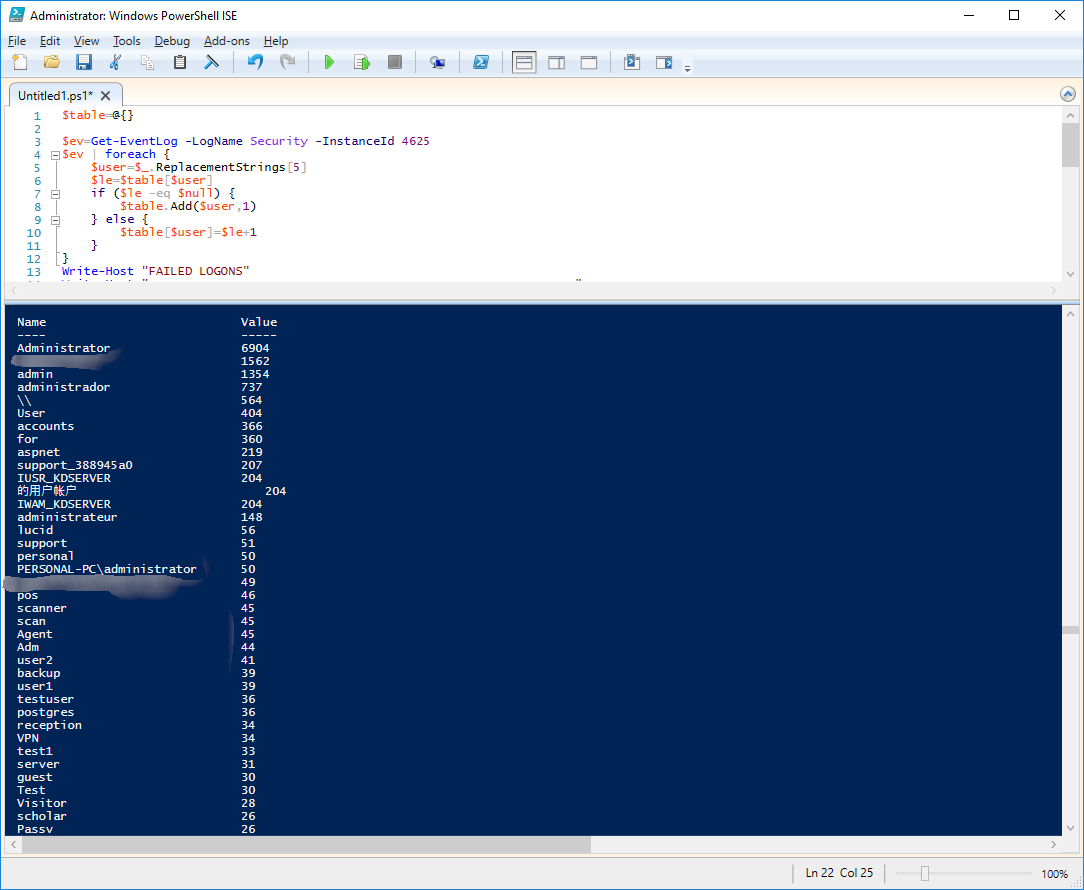 Administrator: Windows PowerShell ISE
File Edit View Tools Debug Add-ons Help
Untitled1.ps1*
1 $table=@{}
2
3 $ev=Get-EventLog -LogName Security -InstanceId 4625
4 $ev | foreach {
5 $user=$_.ReplacementStrings[5]
6 $le=$table[$user]
7 if ($le -eq $null) {
8 $table.Add($user,1)
9 } else {
10 $table[$user]=$le+1
11 }
12 }
13 Write-Host "FAILED LOGONS"
Name Value
---- -----
Administrator 6904
1562
admin 1354
administrador 737
\\ 564
User 404
accounts 366
for 360
aspnet 219
support_388945a0 207
IUSR_KDSERVER 204
的用户帐户 204
IWAM_KDSERVER 204
administrateur 148
lucid 56
support 51
personal 50
PERSONAL-PC\administrator 50
49
pos 46
scanner 45
scan 45
Agent 45
Adm 44
user2 41
backup 39
user1 39
testuser 36
postgres 36
reception 34
VPN 34
test1 33
server 31
guest 30
Test 30
Visitor 28
scholar 26
Passv 26
Ln 22 Col 25 100%